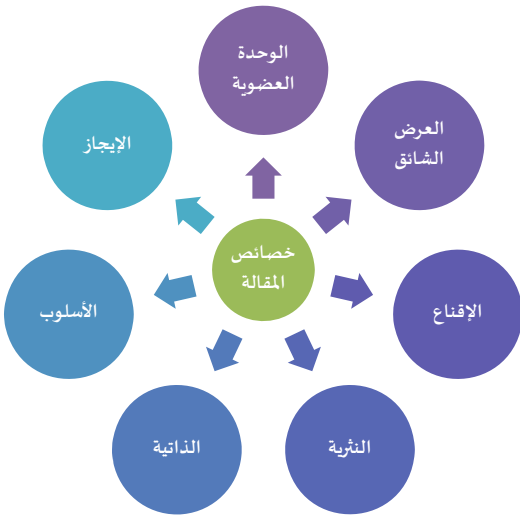 خصائص
المقالة
الوحدة
العضوية
العرض
الشائق
الإقناع
النثرية
الذاتية
الأسلوب
الإيجاز